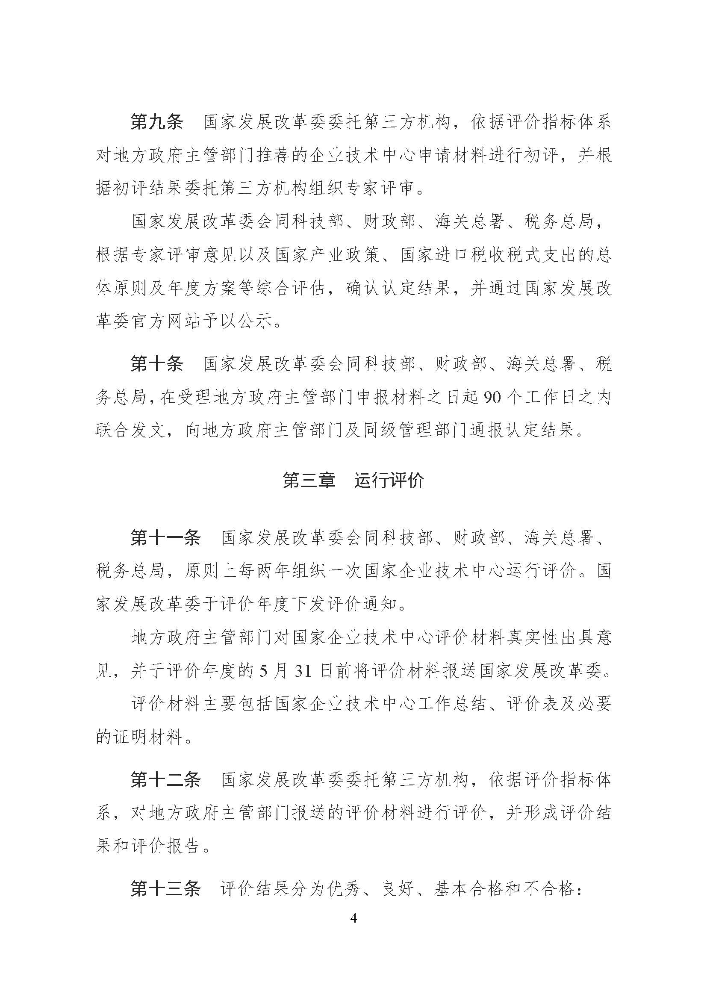 第九条　国家发展改革委委托第三方机构，依据评价指标体系
对地方政府主管部门推荐的企业技术中心申请材料进行初评，并根
据初评结果委托第三方机构组织专家评审。
国家发展改革委会同科技部、财政部、海关总署、税务总局，
根据专家评审意见以及国家产业政策、国家进口税收税式支出的总
体原则及年度方案等综合评估，确认认定结果，并通过国家发展改
革委官方网站予以公示。
第十条　国家发展改革委会同科技部、财政部、海关总署、税
务总局，在受理地方政府主管部门申报材料之日起 90 个工作日之内
联合发文，向地方政府主管部门及同级管理部门通报认定结果。
第三章　运行评价
第十一条　国家发展改革委会同科技部、财政部、海关总署、
税务总局，原则上每两年组织一次国家企业技术中心运行评价。国
家发展改革委于评价年度下发评价通知。
地方政府主管部门对国家企业技术中心评价材料真实性出具意
见，并于评价年度的 5 月 31 日前将评价材料报送国家发展改革委。
评价材料主要包括国家企业技术中心工作总结、评价表及必要
的证明材料。
第十二条　国家发展改革委委托第三方机构，依据评价指标体
系，对地方政府主管部门报送的评价材料进行评价，并形成评价结
果和评价报告。
第十三条　评价结果分为优秀、良好、基本合格和不合格：
4